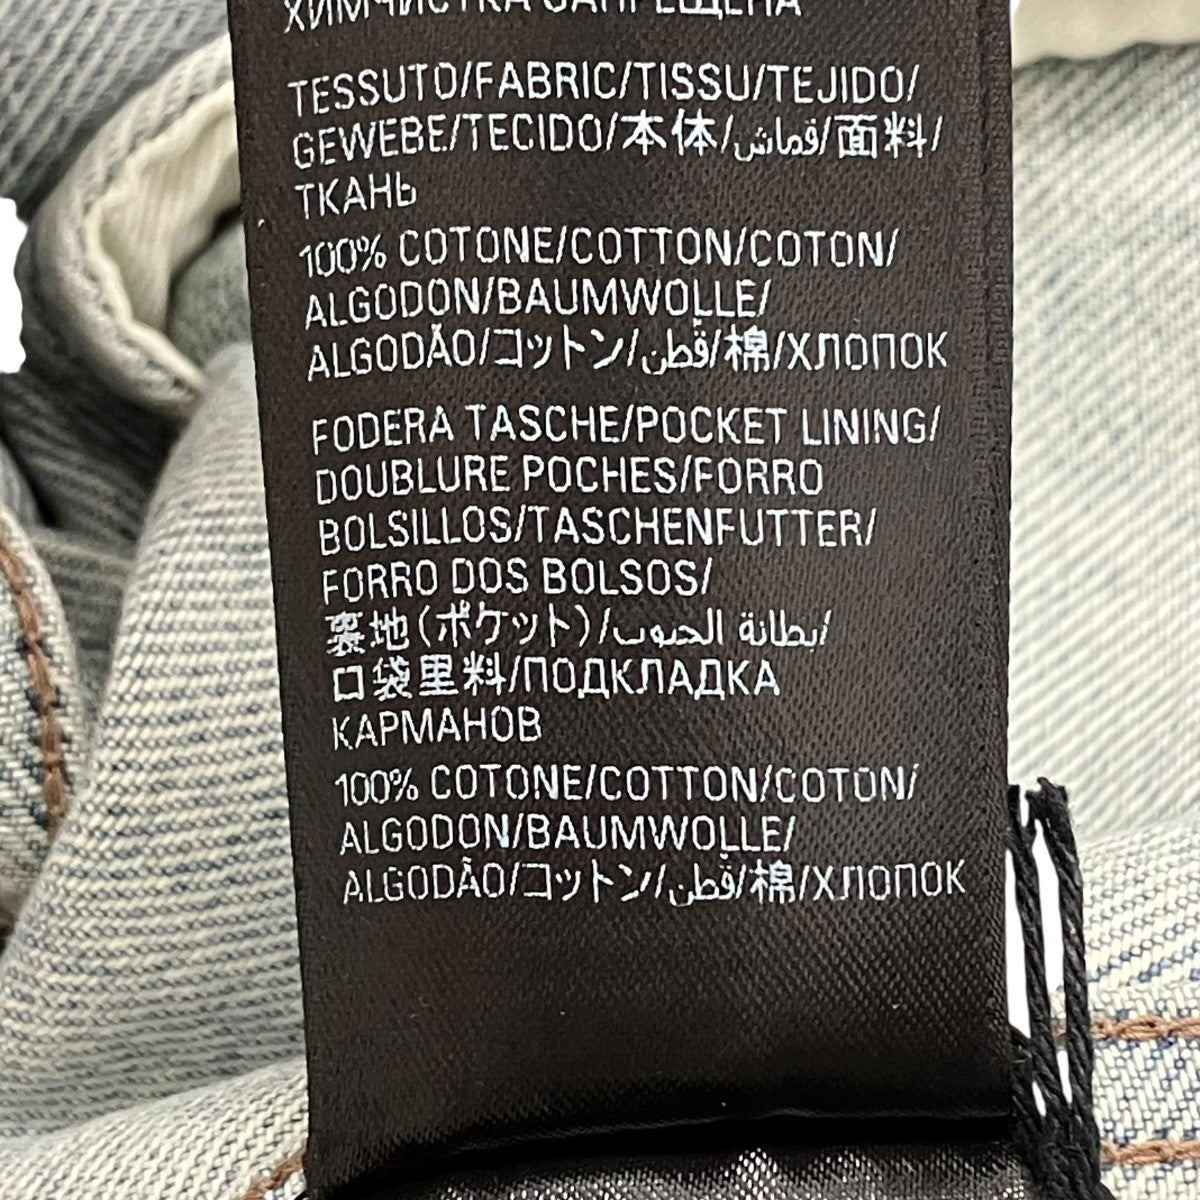 ХИМЧИСТКА ЗАПРЕЩЕНА
TESSUTO/FABRIC/TISSU/TEJIDO/
GEWEBE/TECIDO/本体/قماش/面料/
ТКАНЬ
100% COTONE/COTTON/COTON/
ALGODON/BAUMWOLLE/
ALGODÃO/コットン/قطن/棉/ХЛОПОК
FODERA TASCHE/POCKET LINING/
DOUBLURE POCHES/FORRO
BOLSILLOS/TASCHENFUTTER/
FORRO DOS BOLSOS/
裏地(ポケット)/بطانة الجيوب/
口袋里料/ПОДКЛАДКА
КАРМАНОВ
100% COTONE/COTTON/COTON/
ALGODON/BAUMWOLLE/
ALGODÃO/コットン/قطن/棉/ХЛОПОК